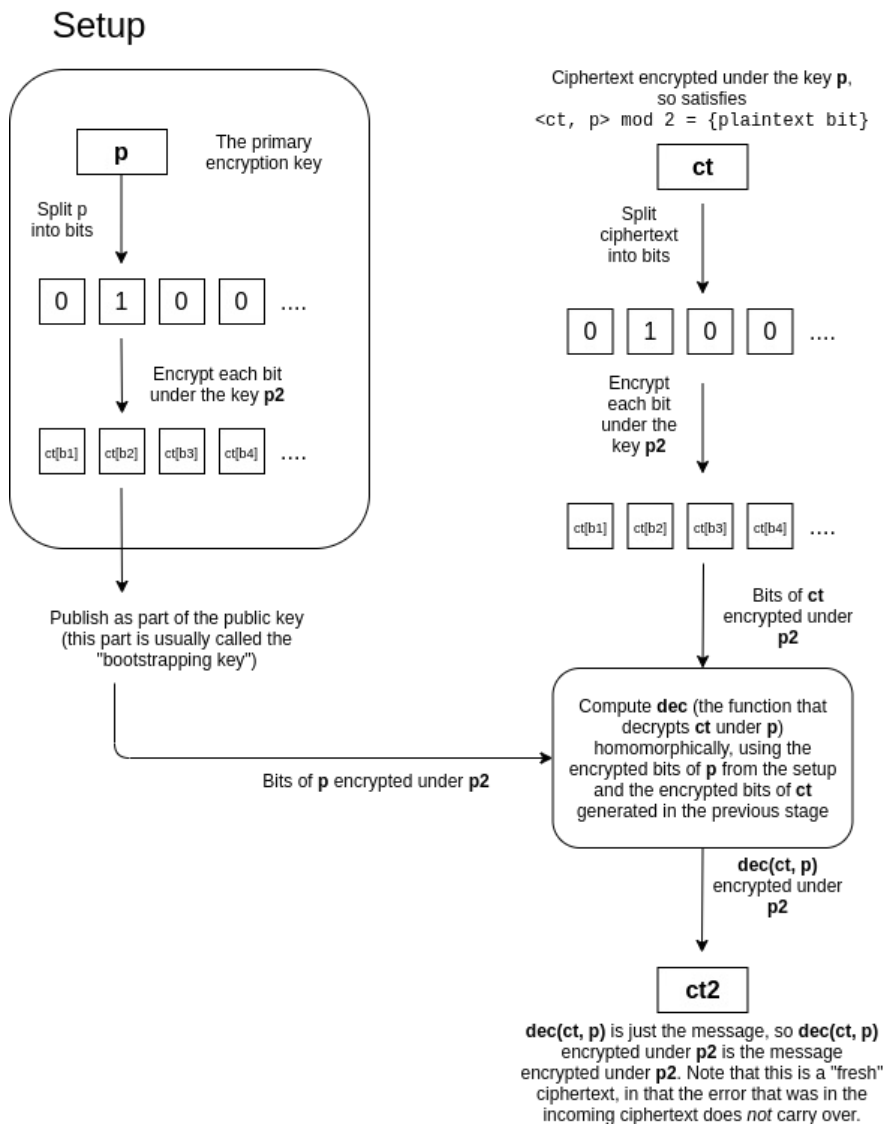 Setup
p
The primary
encryption key
Split p
into bits
0 1 0 0 ....
Encrypt each bit
under the key p2
ct[b1] ct[b2] ct[b3] ct[b4] ....
Publish as part of the public key
(this part is usually called the
"bootstrapping key")
Bits of p encrypted under p2
Ciphertext encrypted under the key p,
so satisfies
<ct, p> mod 2 = {plaintext bit}
ct
Split
ciphertext
into bits
0 1 0 0 ....
Encrypt
each bit
under the
key p2
ct[b1] ct[b2] ct[b3] ct[b4] ....
Bits of ct
encrypted under
p2
Compute dec (the function that
decrypts ct under p)
homomorphically, using the
encrypted bits of p from the setup
and the encrypted bits of ct
generated in the previous stage
dec(ct, p)
encrypted under
p2
ct2
dec(ct, p) is just the message, so dec(ct, p)
encrypted under p2 is the message
encrypted under p2. Note that this is a "fresh"
ciphertext, in that the error that was in the
incoming ciphertext does not carry over.